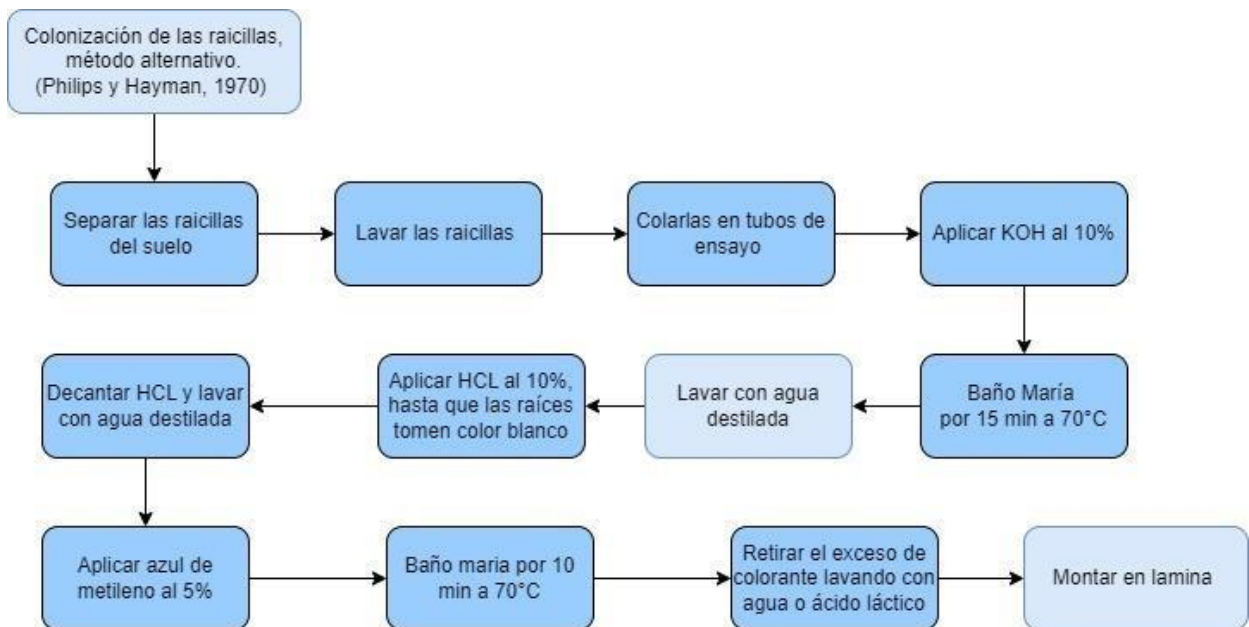 Colonización de las raicillas,
método alternativo.
(Philips y Hayman, 1970)
Separar las raicillas
del suelo
Lavar las raicillas
Colarlas en tubos de
ensayo
Aplicar KOH al 10%
Baño María
por 15 min a 70°C
Lavar con agua
destilada
Aplicar HCL al 10%,
hasta que las raíces
tomen color blanco
Decantar HCL y lavar
con agua destilada
Aplicar azul de
metileno al 5%
Baño maria por 10
min a 70°C
Retirar el exceso de
colorante lavando con
agua o ácido láctico
Montar en lamina